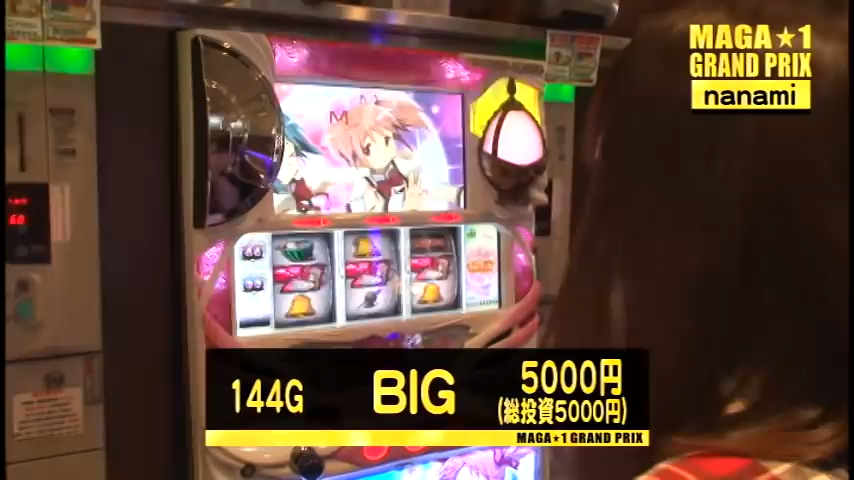 MAGA★1
GRAND PRIX
nanami
M A
144G
BIG
5000円
(総投資5000円)
MAGA★1 GRAND PRIX